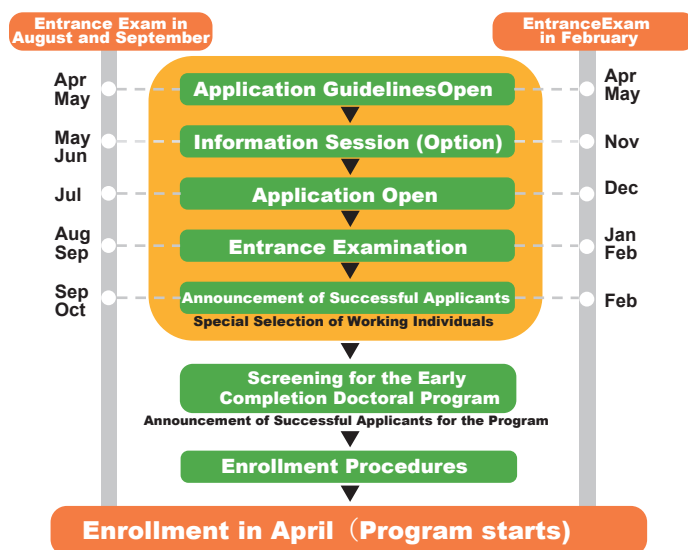 Entrance Exam in
August and September
EntranceExam
in February
Apr
May
Application GuidelinesOpen
Apr
May
May
Jun
Information Session (Option)
Nov
Jul
Application Open
Dec
Aug
Sep
Entrance Examination
Jan
Feb
Sep
Oct
Announcement of Successful Applicants
Feb
Special Selection of Working Individuals
Screening for the Early
Completion Doctoral Program
Announcement of Successful Applicants for the Program
Enrollment Procedures
Enrollment in April（Program starts)